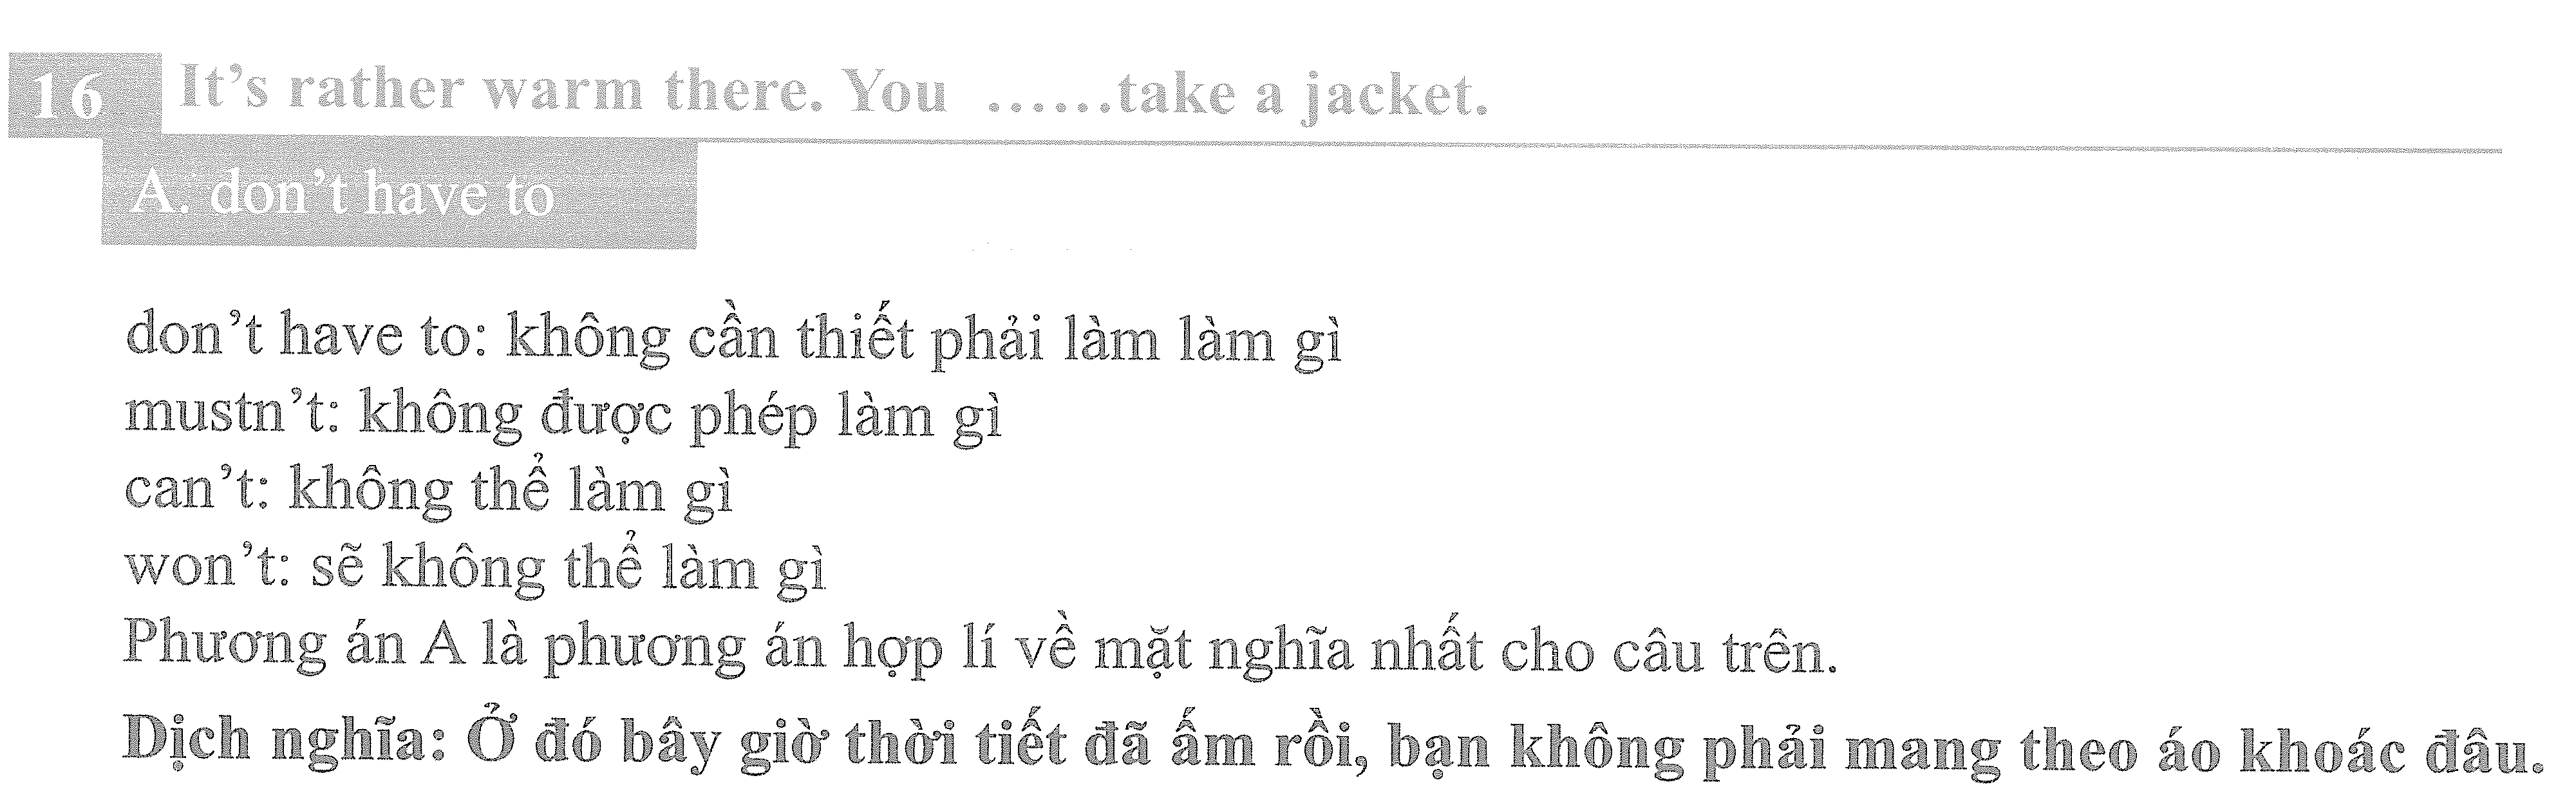 16 It's rather warm there. You ......take a jacket.
A. don't have to
don't have to: không cần thiết phải làm làm gì
mustn't: không được phép làm gì
can't: không thể làm gì
won't: sẽ không thể làm gì
Phương án A là phương án hợp lí về mặt nghĩa nhất cho câu trên.
Dịch nghĩa: Ở đó bây giờ thời tiết đã ấm rồi, bạn không phải mang theo áo khoác đâu.